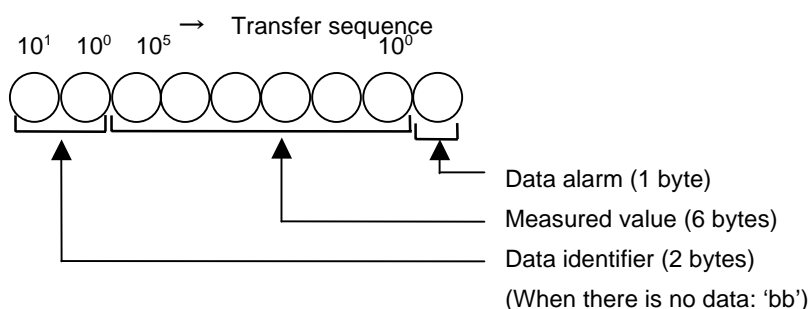 → Transfer sequence
10¹ 10⁰ 10⁵ 10⁰
Data alarm (1 byte)
Measured value (6 bytes)
Data identifier (2 bytes)
(When there is no data: ‘bb’)